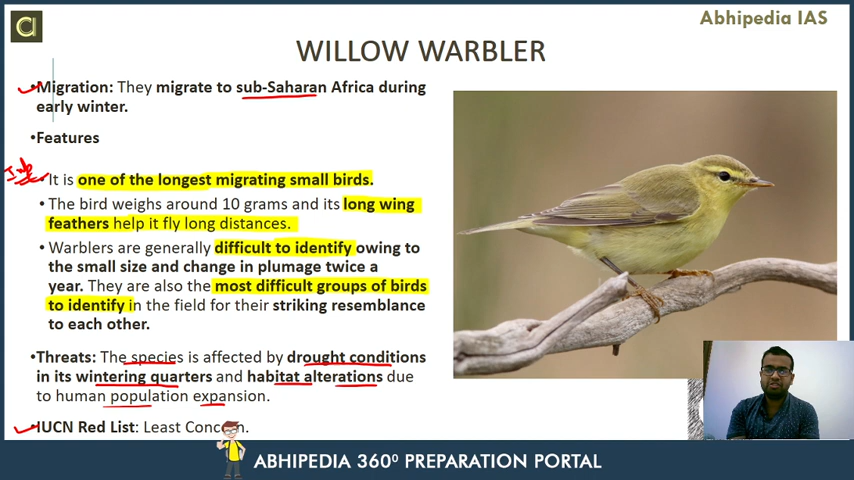 Abhipedia IAS
WILLOW WARBLER
•Migration: They migrate to sub-Saharan Africa during
early winter.
•Features
Imp
It is one of the longest migrating small birds.
• The bird weighs around 10 grams and its long wing
feathers help it fly long distances.
• Warblers are generally difficult to identify owing to
the small size and change in plumage twice a
year. They are also the most difficult groups of birds
to identify in the field for their striking resemblance
to each other.
•Threats: The species is affected by drought conditions
in its wintering quarters and habitat alterations due
to human population expansion.
•IUCN Red List: Least Concern.
ABHIPEDIA 360⁰ PREPARATION PORTAL